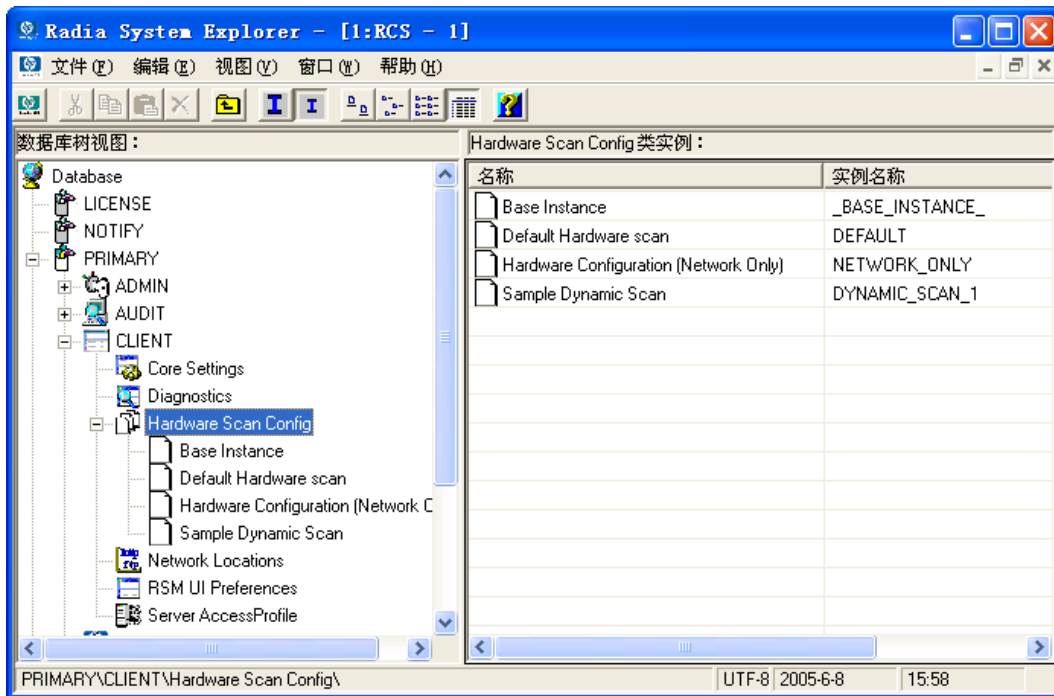 Radia System Explorer - [1:RCS - 1]
文件(F) 编辑(E) 视图(V) 窗口(W) 帮助(H)
数据库树视图：
Database
LICENSE
NOTIFY
PRIMARY
ADMIN
AUDIT
CLIENT
Core Settings
Diagnostics
Hardware Scan Config
Base Instance
Default Hardware scan
Hardware Configuration (Network O
Sample Dynamic Scan
Network Locations
RSM UI Preferences
Server AccessProfile
Hardware Scan Config 类实例：
名称 实例名称
Base Instance _BASE_INSTANCE_
Default Hardware scan DEFAULT
Hardware Configuration (Network Only) NETWORK_ONLY
Sample Dynamic Scan DYNAMIC_SCAN_1
PRIMARY\CLIENT\Hardware Scan Config\ UTF-8 2005-6-8 15:58